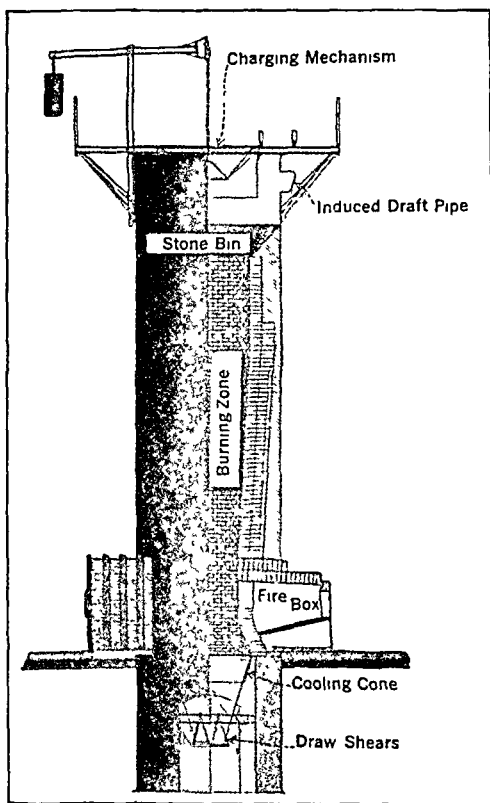 Charging Mechanism
Induced Draft Pipe
Stone Bin
Burning Zone
Fire
Box
Cooling Cone
Draw Shears